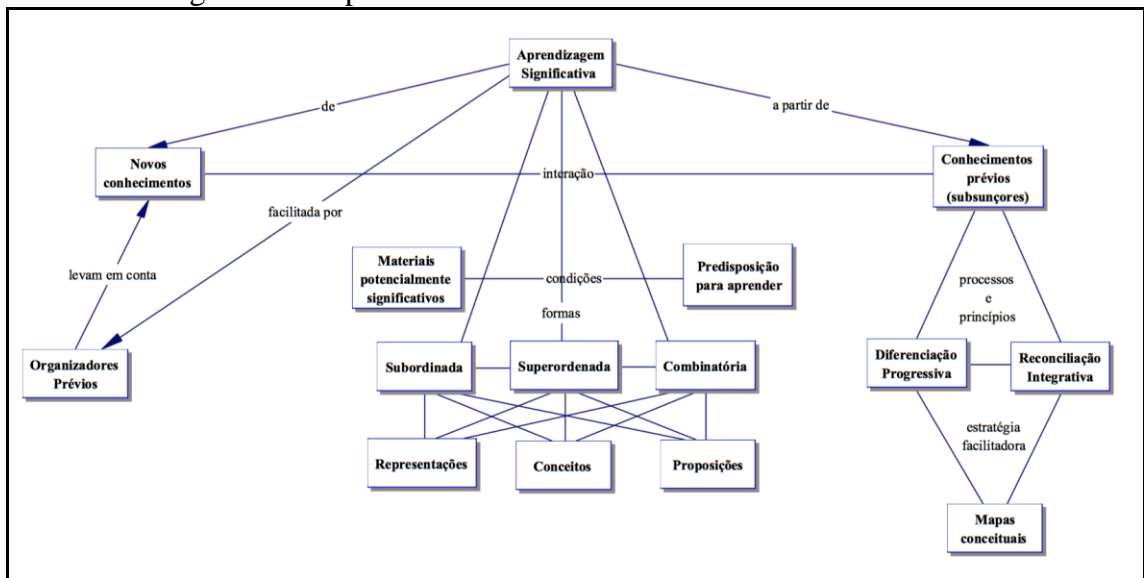 Aprendizagem
Significativa
de
a partir de
Novos
conhecimentos
interação
Conhecimentos
prévios
(subsunçores)
facilitada por
levam em conta
Materiais
potencialmente
significativos
condições
Predisposição
para aprender
processos
e
princípios
formas
Organizadores
Prévios
Subordinada
Superordenada
Combinatória
Diferenciação
Progressiva
Reconciliação
Integrativa
Representações
Conceitos
Proposições
estratégia
facilitadora
Mapas
conceituais